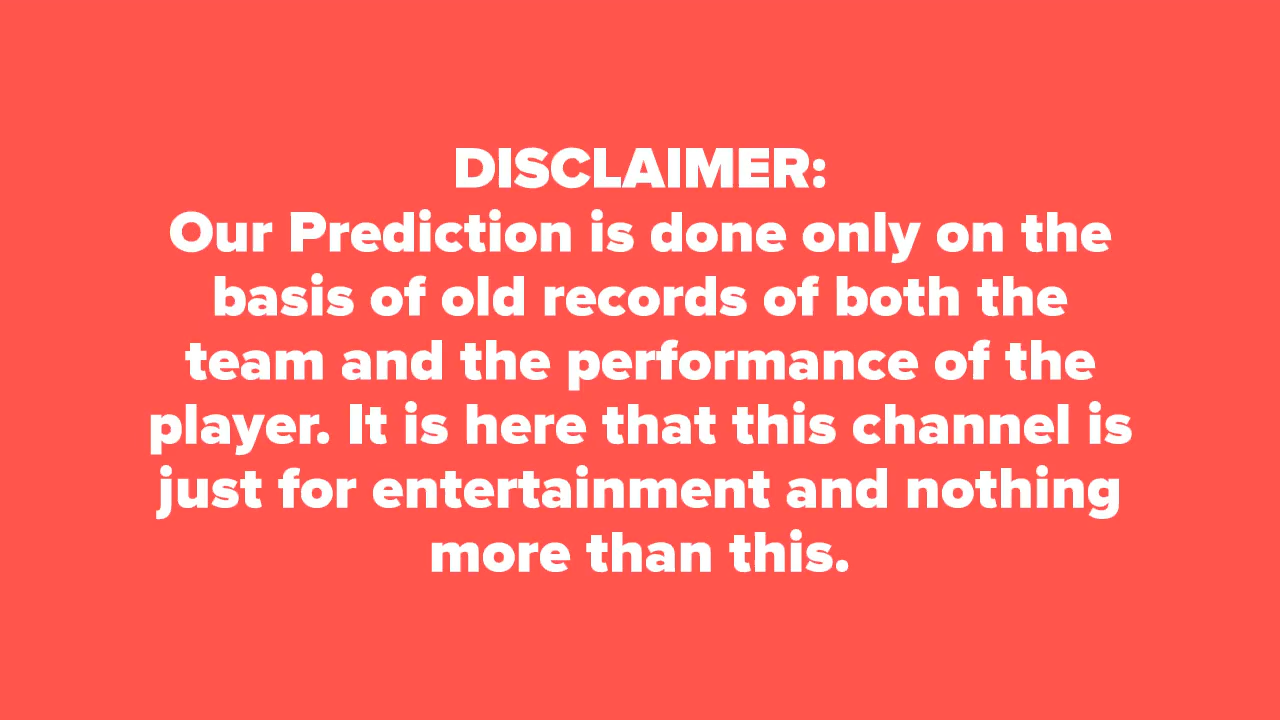 DISCLAIMER:
Our Prediction is done only on the
basis of old records of both the
team and the performance of the
player. It is here that this channel is
just for entertainment and nothing
more than this.